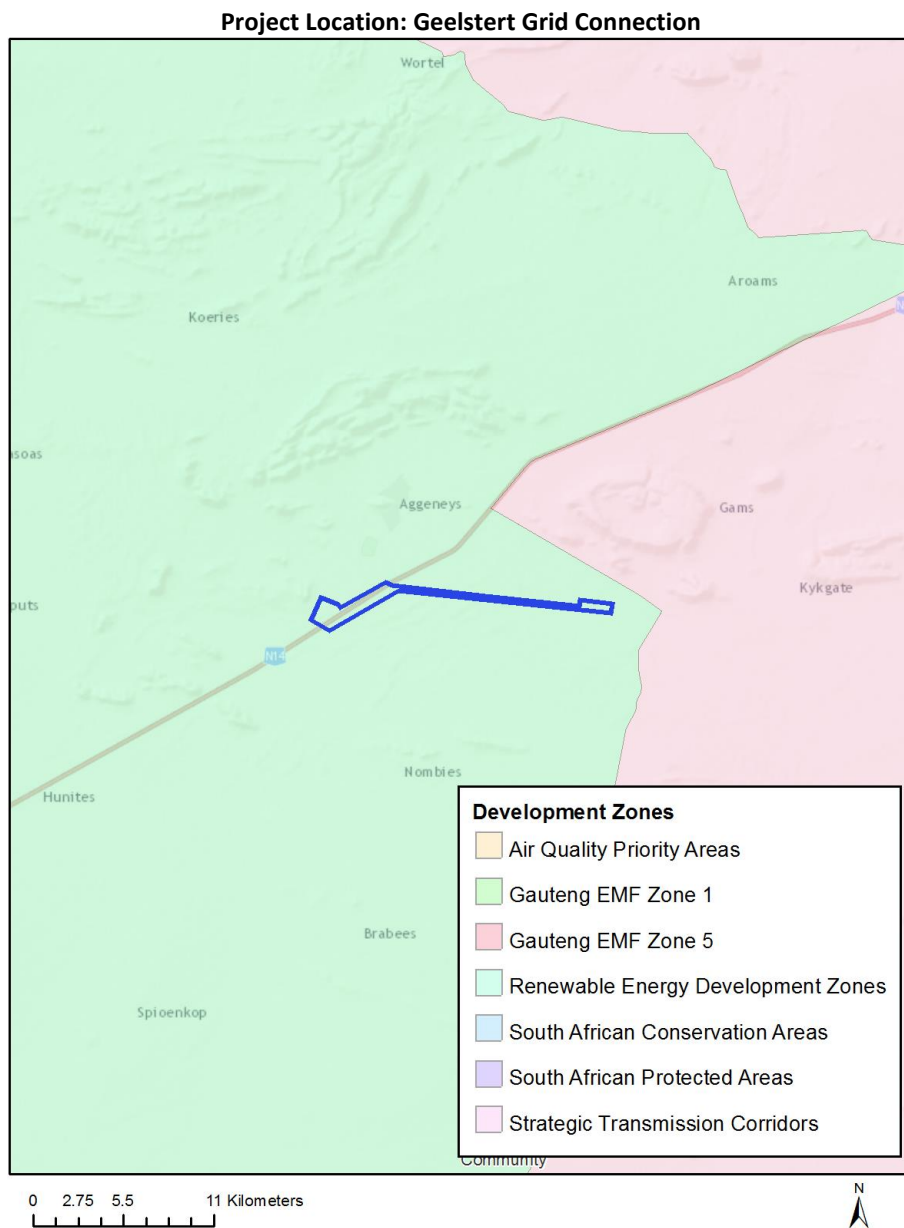 Project Location: Geelstert Grid Connection
Wortel
Aroams
Koeries
asoas
Aggeneys
Gams
Kykgate
outs
N14
Nombies
Hunites
Brabees
Spioenkop
Development Zones
Air Quality Priority Areas
Gauteng EMF Zone 1
Gauteng EMF Zone 5
Renewable Energy Development Zones
South African Conservation Areas
South African Protected Areas
Strategic Transmission Corridors
Community
0 2.75 5.5 11 Kilometers
N